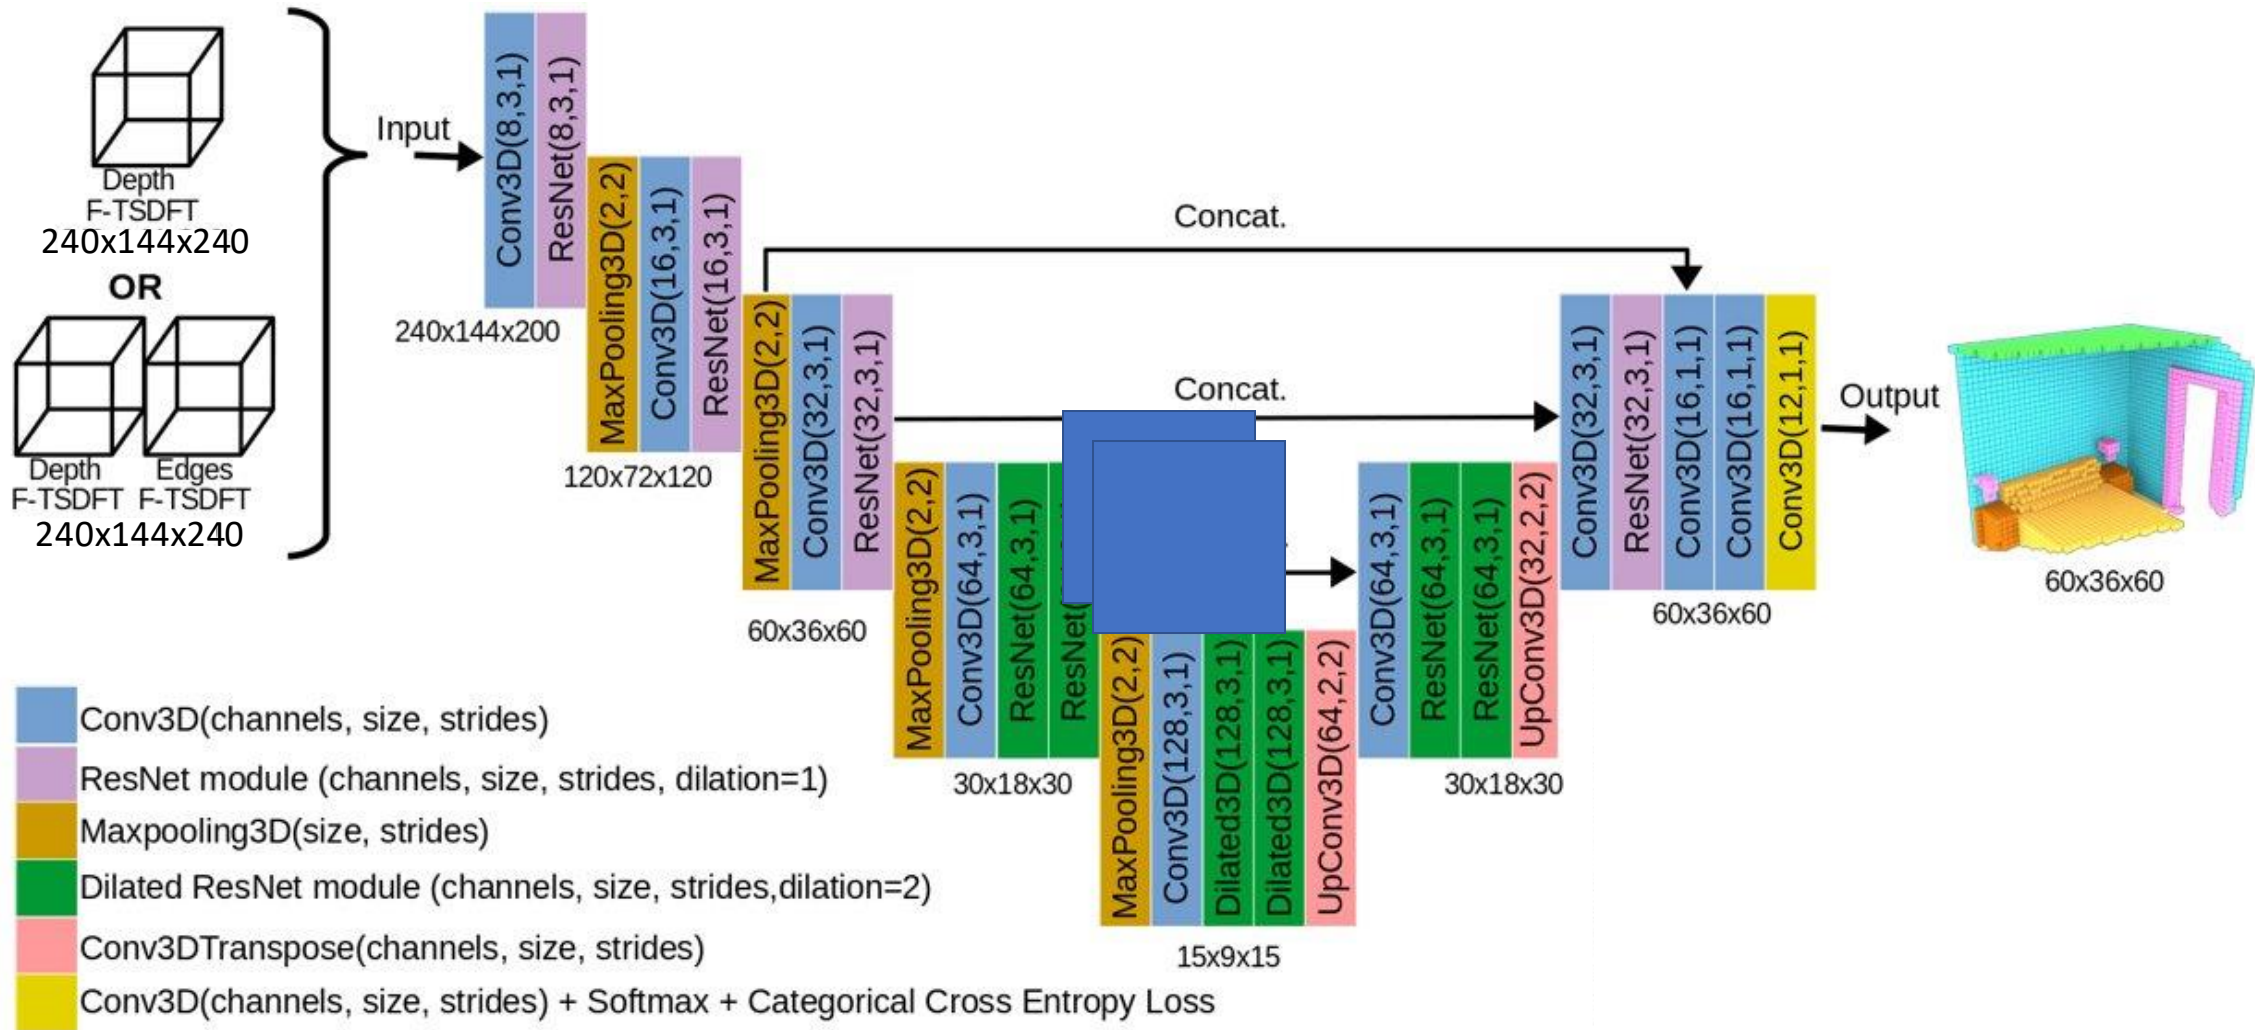 Depth
F-TSDFT
240x144x240
OR
Depth
F-TSDFT
Edges
F-TSDFT
240x144x240
Input
Conv3D(8,3,1)
ResNet(8,3,1)
240x144x200
MaxPooling3D(2,2)
Conv3D(16,3,1)
ResNet(16,3,1)
120x72x120
MaxPooling3D(2,2)
Conv3D(32,3,1)
ResNet(32,3,1)
60x36x60
Concat.
Concat.
MaxPooling3D(2,2)
Conv3D(64,3,1)
ResNet(64,3,1)
ResNet(
30x18x30
MaxPooling3D(2,2)
Conv3D(128,3,1)
Dilated3D(128,3,1)
Dilated3D(128,3,1)
UpConv3D(64,2,2)
15x9x15
Conv3D(64,3,1)
ResNet(64,3,1)
ResNet(64,3,1)
UpConv3D(32,2,2)
30x18x30
Conv3D(32,3,1)
ResNet(32,3,1)
Conv3D(16,1,1)
Conv3D(16,1,1)
Conv3D(12,1,1)
60x36x60
Output
60x36x60
Conv3D(channels, size, strides)
ResNet module (channels, size, strides, dilation=1)
Maxpooling3D(size, strides)
Dilated ResNet module (channels, size, strides,dilation=2)
Conv3DTranspose(channels, size, strides)
Conv3D(channels, size, strides) + Softmax + Categorical Cross Entropy Loss